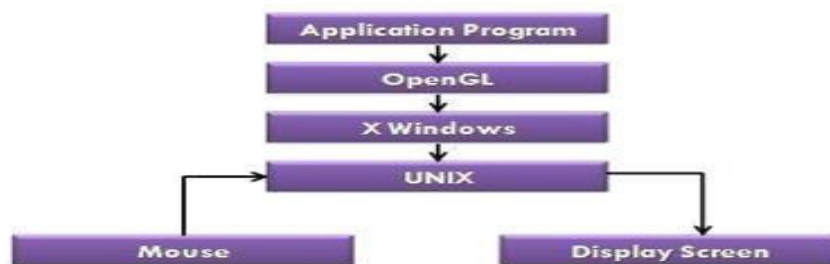 Application Program
OpenGL
X Windows
UNIX
Mouse
Display Screen